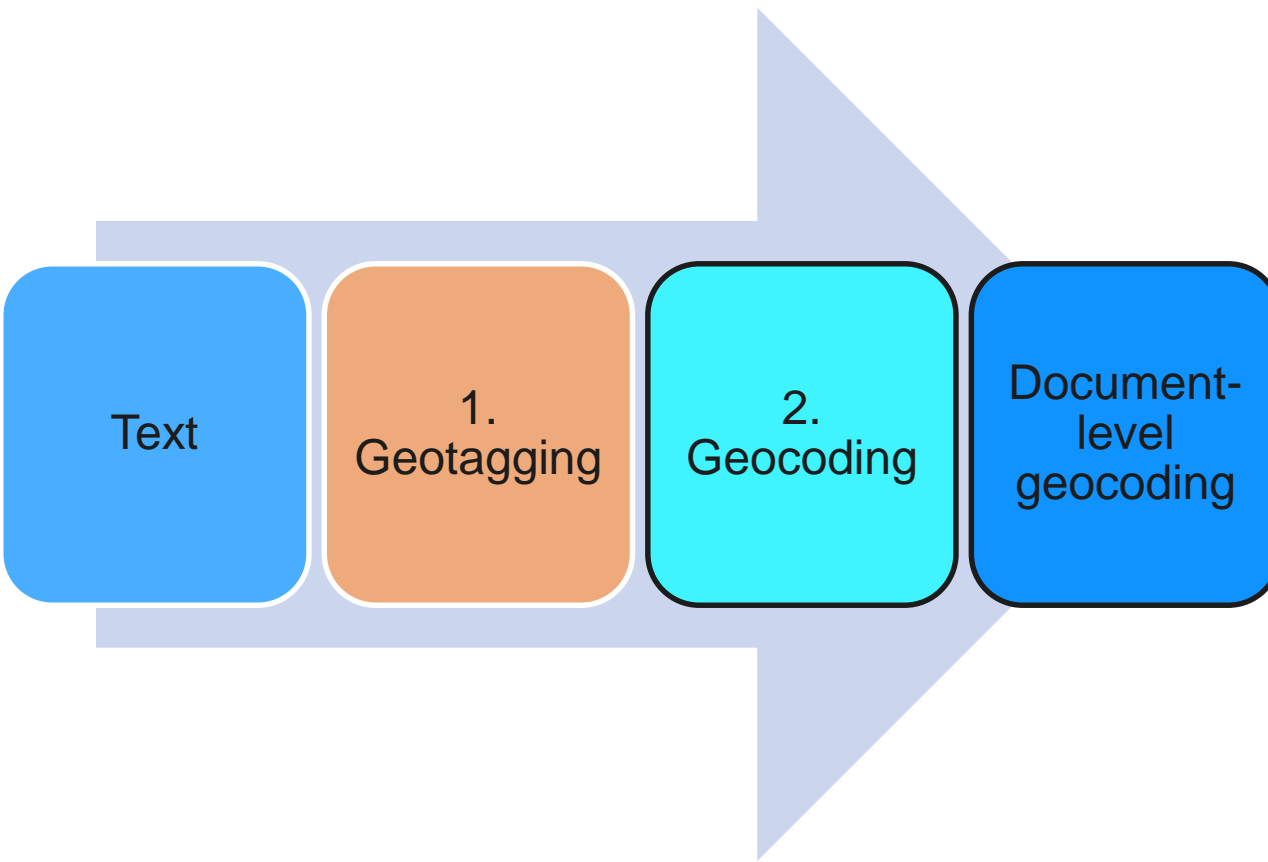 Text
1.
Geotagging
2.
Geocoding
Document-
level
geocoding